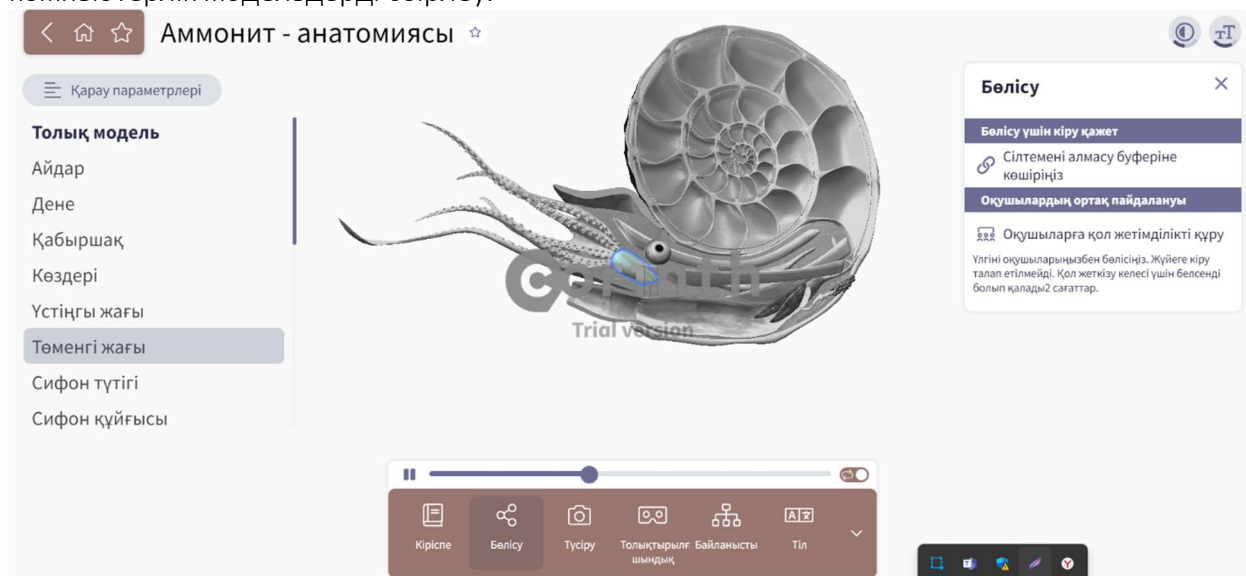 Аммонит - анатомиясы
Қарау параметрлері
Толық модель
Айдар
Дене
Қабыршақ
Көздері
Үстіңгы жағы
Төменгі жағы
Сифон түтігі
Сифон құйғысы
Corinth
Trial version
Бөлісу
Бөлісу үшін кіру қажет
Сілтемені алмасу буферіне
көшіріңіз
Оқушылардың ортақ пайдалануы
Оқушыларға қол жетімділікті құру
Үлгіні оқушыларыңызбен бөлісіңіз. Жүйеге кіру
талап етілмейді. Қол жеткізу келесі үшін белсенді
болып қалады2 сағаттар.
Кіріспе
Бөлісу
Түсіру
Толықтырылғ
шындық
Байланысты
Тіл